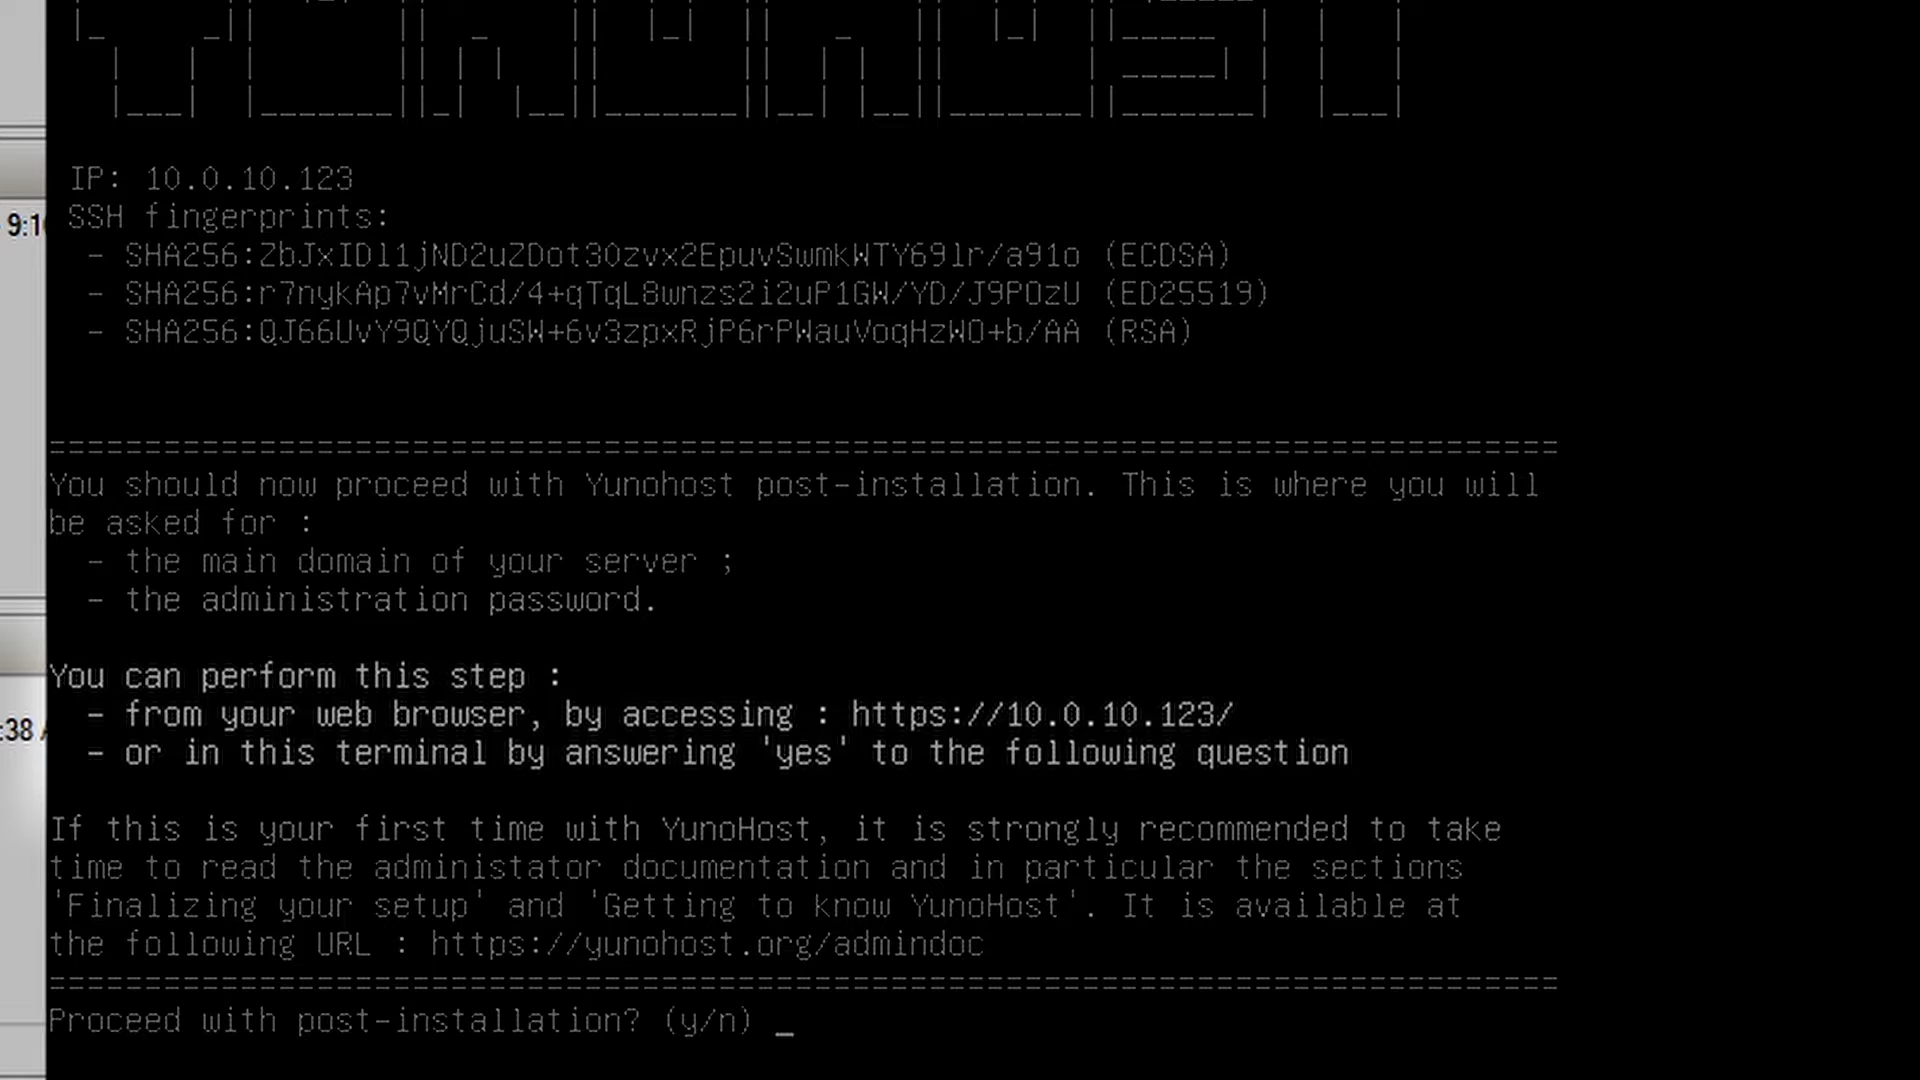 IP: 10.0.10.123
SSH fingerprints:
- SHA256:ZbJxIDl1jND2uZDot3Ozvx2EpuvSwmkWTY69lr/a91o (ECDSA)
- SHA256:r7nykAp7vMrCd/4+qTqL8wnzs2i2uP1GW/YD/J9POzU (ED25519)
- SHA256:QJ66UvY9QYQjuSW+6v3zpxRjP6rPWauVoqHzWO+b/AA (RSA)
===============================================================================
You should now proceed with Yunohost post-installation. This is where you will
be asked for :
- the main domain of your server ;
- the administration password.
You can perform this step :
- from your web browser, by accessing : https://10.0.10.123/
- or in this terminal by answering 'yes' to the following question
If this is your first time with YunoHost, it is strongly recommended to take
time to read the administator documentation and in particular the sections
'Finalizing your setup' and 'Getting to know YunoHost'. It is available at
the following URL : https://yunohost.org/admindoc
===============================================================================
Proceed with post-installation? (y/n) _